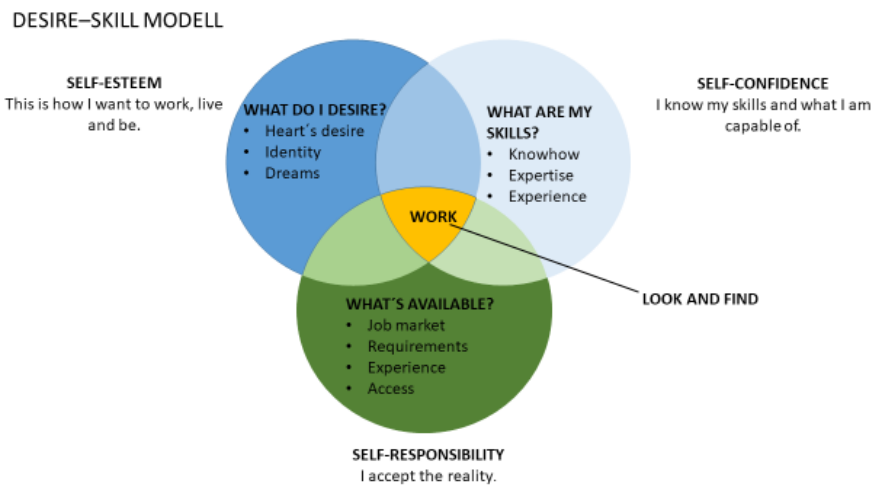 DESIRE–SKILL MODELL
SELF-ESTEEM
This is how I want to work, live
and be.
WHAT DO I DESIRE?
• Heart´s desire
• Identity
• Dreams
WHAT ARE MY
SKILLS?
• Knowhow
• Expertise
• Experience
SELF-CONFIDENCE
I know my skills and what I am
capable of.
WORK
LOOK AND FIND
WHAT´S AVAILABLE?
• Job market
• Requirements
• Experience
• Access
SELF-RESPONSIBILITY
I accept the reality.